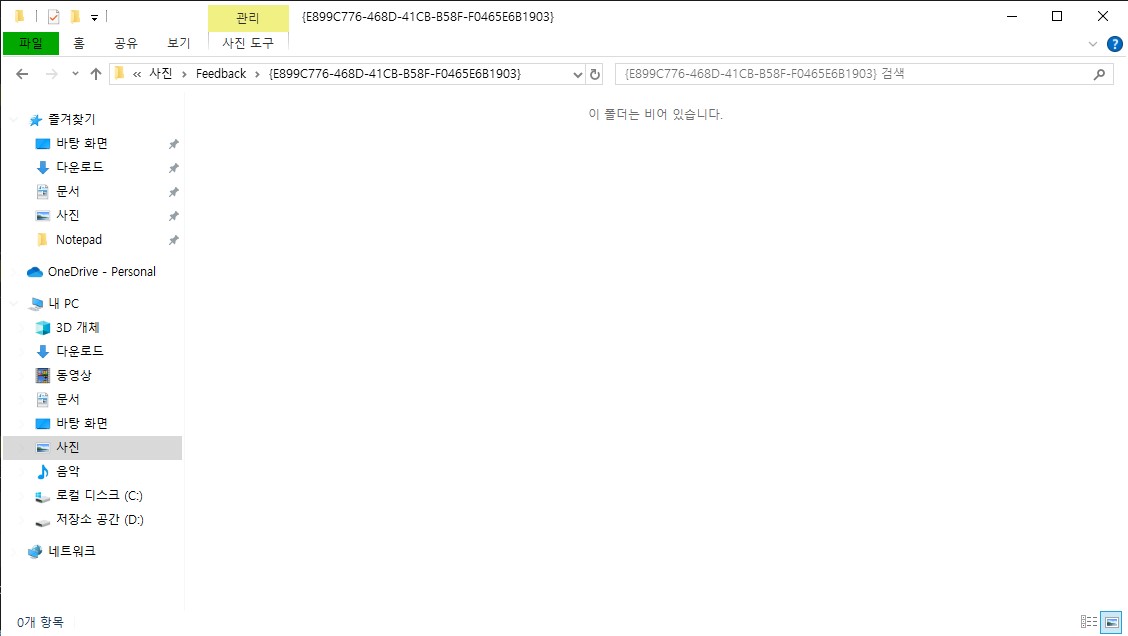 관리
{E899C776-468D-41CB-B58F-F0465E6B1903}
파일 홈 공유 보기 사진 도구
« 사진 › Feedback › {E899C776-468D-41CB-B58F-F0465E6B1903}
{E899C776-468D-41CB-B58F-F0465E6B1903} 검색
즐겨찾기
바탕 화면
다운로드
문서
사진
Notepad
OneDrive - Personal
내 PC
3D 개체
다운로드
동영상
문서
바탕 화면
사진
음악
로컬 디스크 (C:)
저장소 공간 (D:)
네트워크
이 폴더는 비어 있습니다.
0개 항목